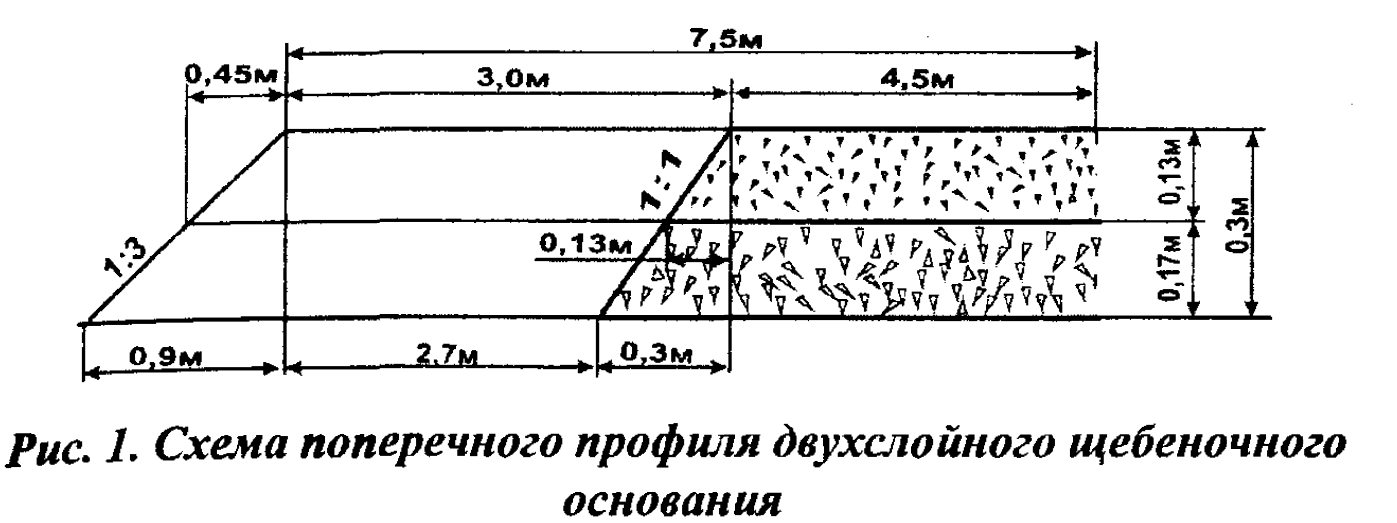 7,5м
0,45м
3,0м
4,5м
1:1
0,13м
0,3м
1:3
0,13м
0,17м
0,9м
2,7м
0,3м
Рис. 1. Схема поперечного профиля двухслойного щебеночного
основания